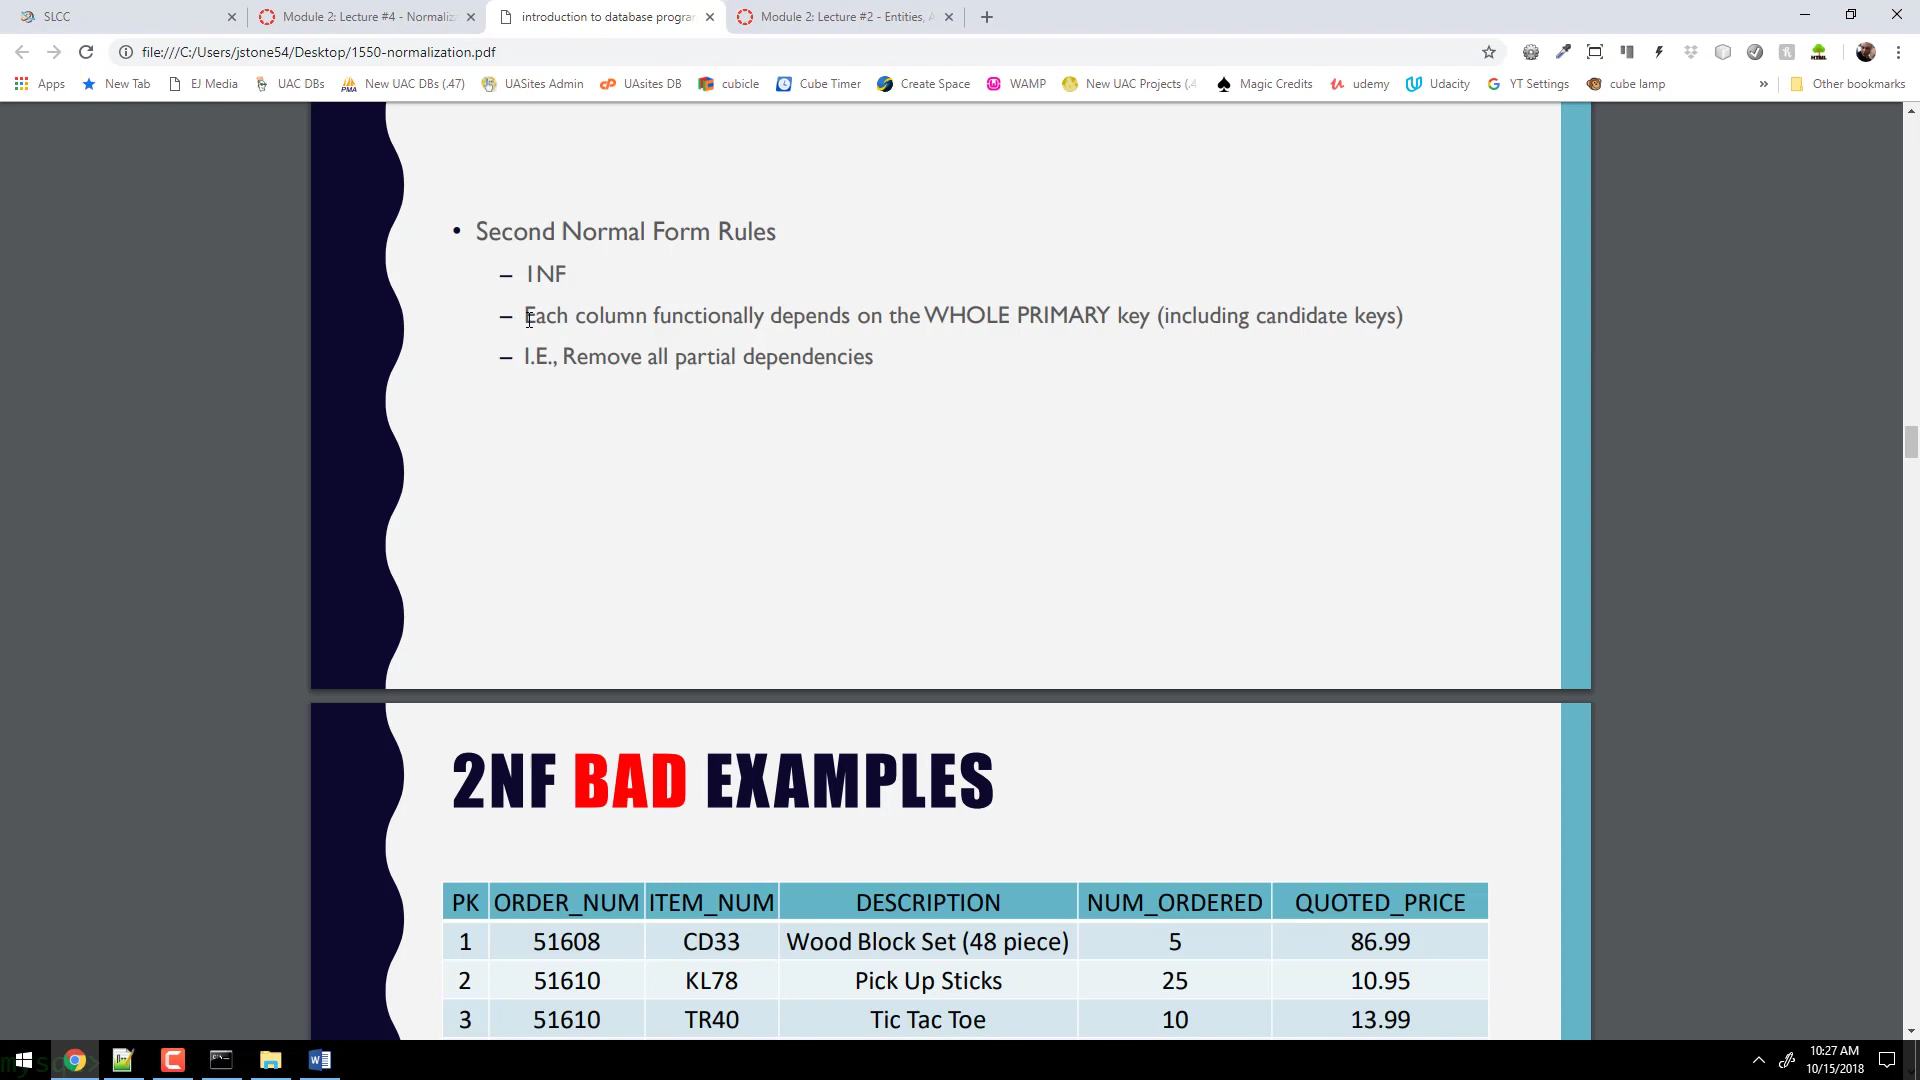 SLCC
Module 2: Lecture #4 - Normaliz
introduction to database progra
Module 2: Lecture #2 - Entities, A
file:///C:/Users/jstone54/Desktop/1550-normalization.pdf
Apps
New Tab
EJ Media
UAC DBs
PMA
New UAC DBs (.47)
UASites Admin
UAsites DB
cubicle
Cube Timer
Create Space
WAMP
New UAC Projects (.4
Magic Credits
udemy
Udacity
YT Settings
cube lamp
»
Other bookmarks
• Second Normal Form Rules
– 1NF
– Each column functionally depends on the WHOLE PRIMARY key (including candidate keys)
– I.E., Remove all partial dependencies
2NF BAD EXAMPLES
PK ORDER_NUM ITEM_NUM DESCRIPTION NUM_ORDERED QUOTED_PRICE
1 51608 CD33 Wood Block Set (48 piece) 5 86.99
2 51610 KL78 Pick Up Sticks 25 10.95
3 51610 TR40 Tic Tac Toe 10 13.99
10:27 AM
10/15/2018